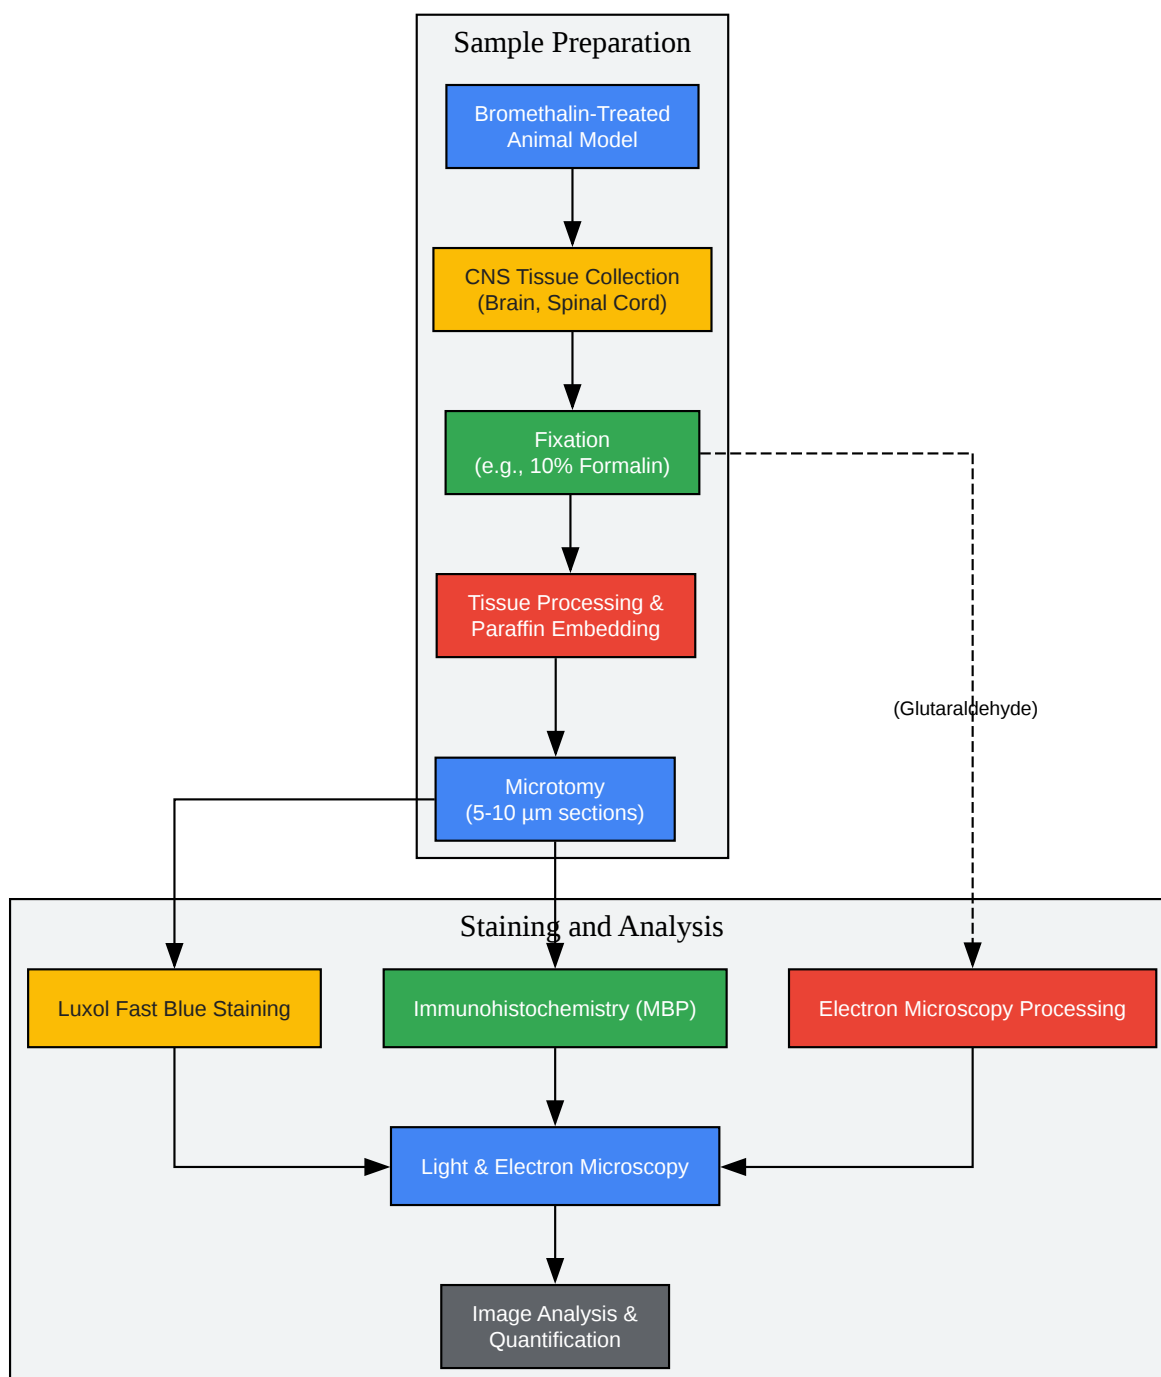 Sample Preparation
Bromethalin-Treated
Animal Model
CNS Tissue Collection
(Brain, Spinal Cord)
Fixation
(e.g., 10% Formalin)
Tissue Processing &
Paraffin Embedding
(Glutaraldehyde)
Microtomy
(5-10 µm sections)
Staining and Analysis
Luxol Fast Blue Staining
Immunohistochemistry (MBP)
Electron Microscopy Processing
Light & Electron Microscopy
Image Analysis &
Quantification